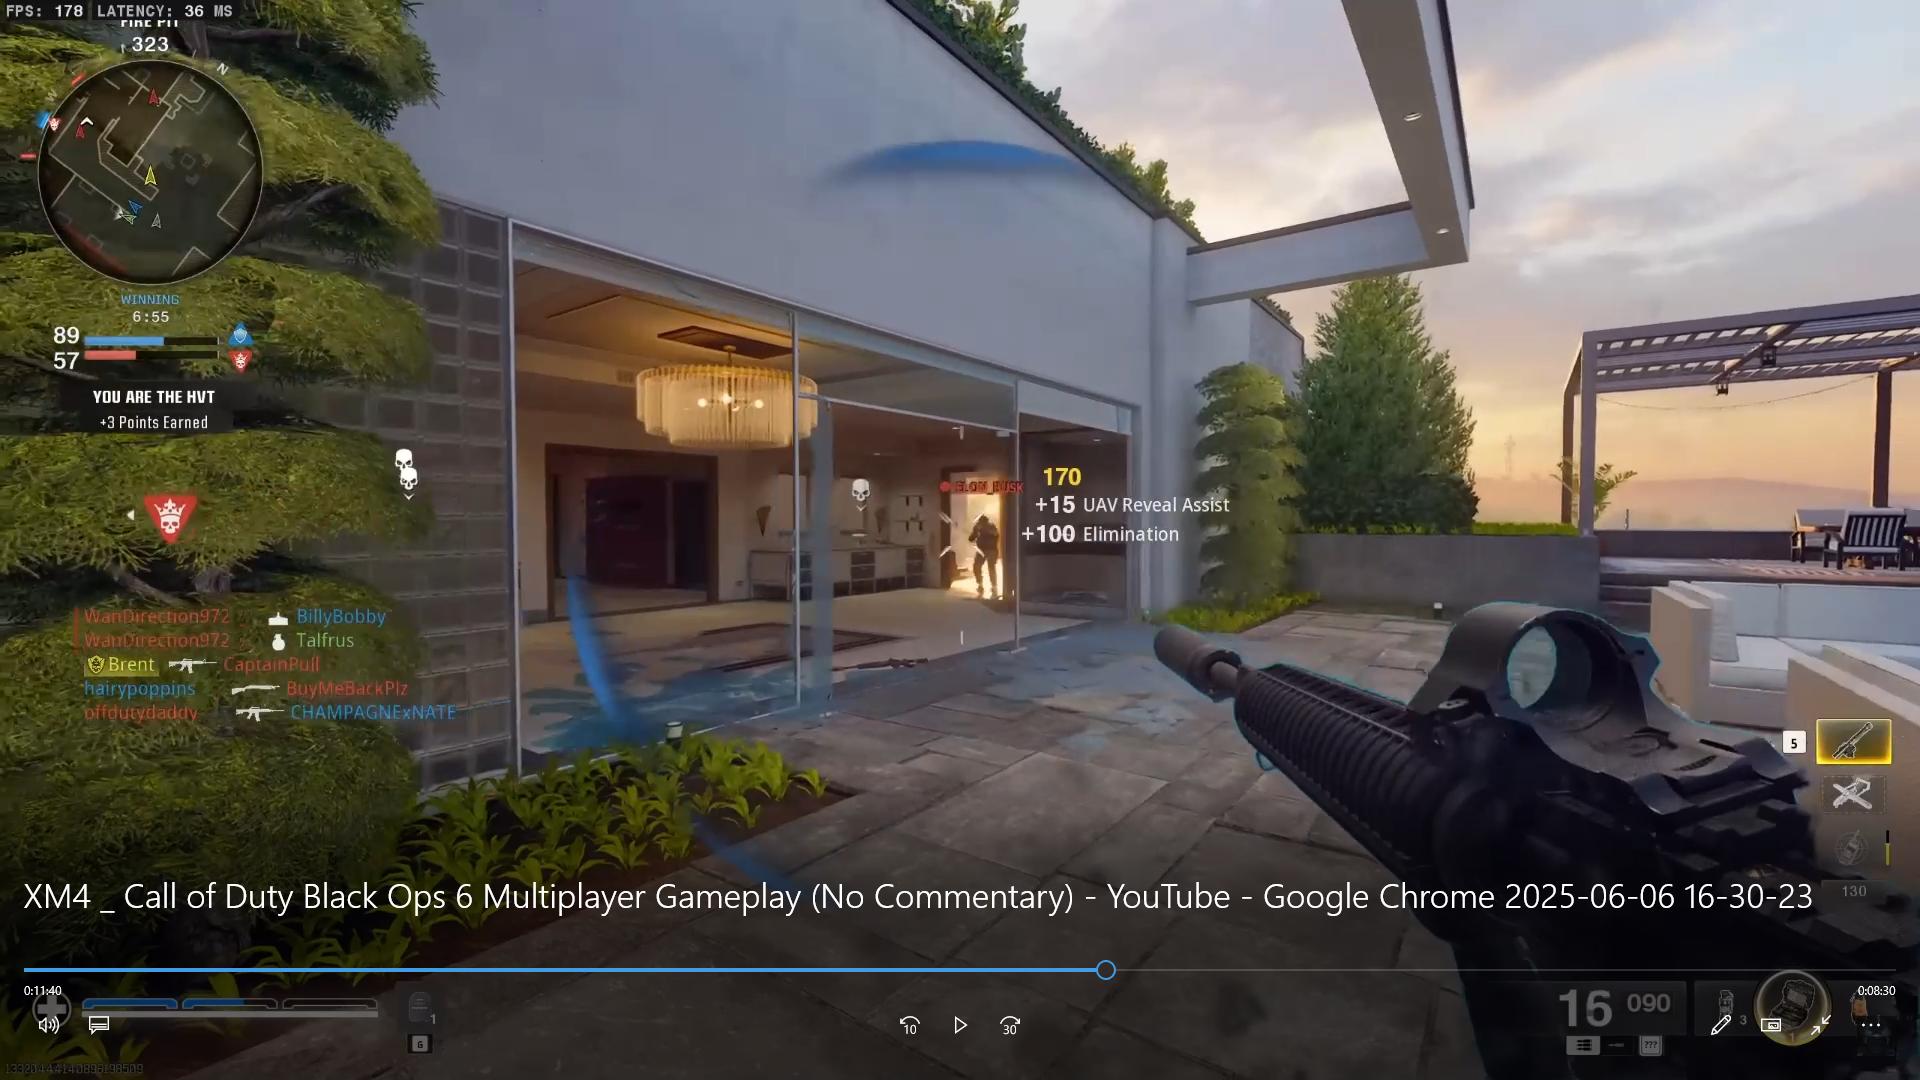 FPS: 178 LATENCY: 36 MS
FIRE PIT
323
N
WINNING
6:55
89
57
YOU ARE THE HVT
+3 Points Earned
170
+15 UAV Reveal Assist
+100 Elimination
WanDirection972 BillyBobby
WanDirection972 Talfrus
Brent CaptainPull
hairypoppins BuyMeBackPlz
offdutydaddy CHAMPAGNExNATE
5
130
XM4 _ Call of Duty Black Ops 6 Multiplayer Gameplay (No Commentary) - YouTube - Google Chrome 2025-06-06 16-30-23
0:11:40
0:08:30
1
G
10
30
16 090
3
???